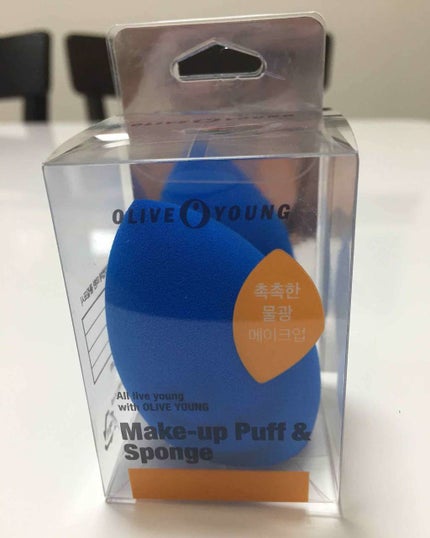 OLIVE YOUNG
촉촉한
물광
메이크업
All live young
with OLIVE YOUNG
Make-up Puff &
Sponge